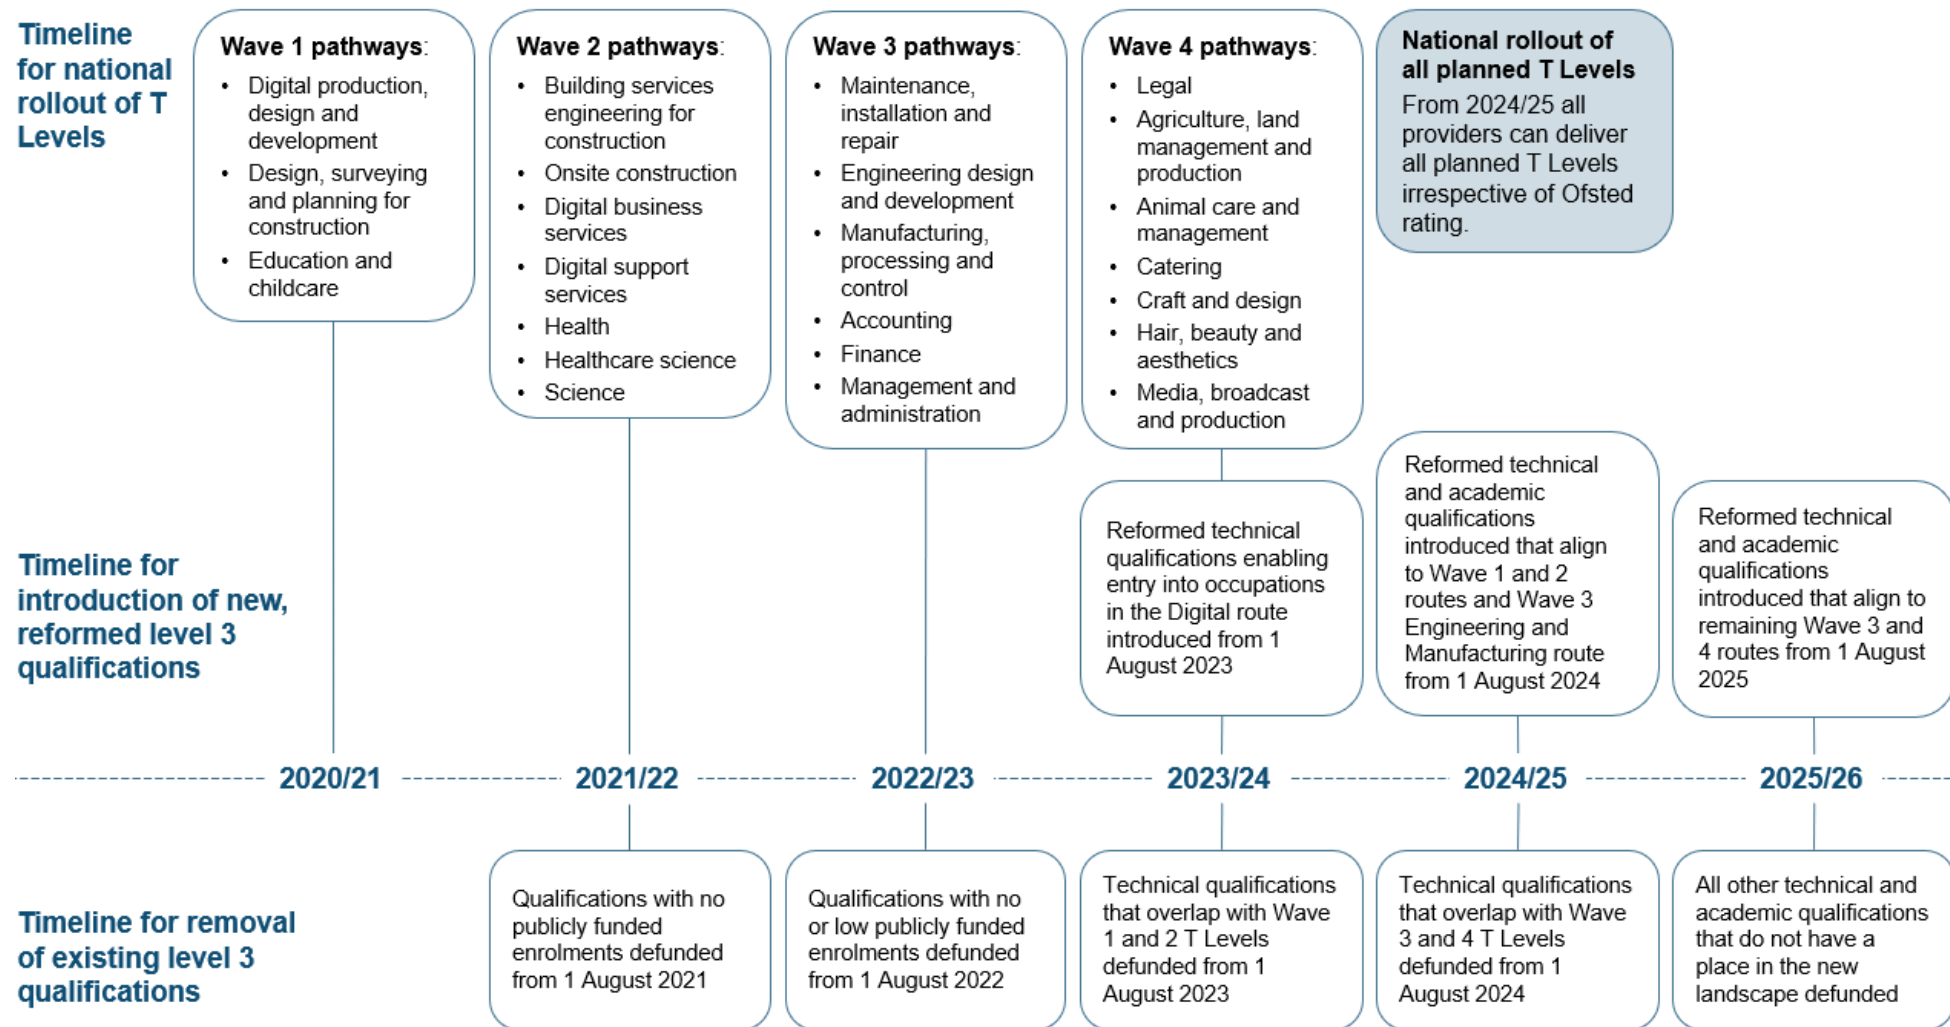 Timeline
for national
rollout of T
Levels
Wave 1 pathways:
• Digital production,
design and
development
• Design, surveying
and planning for
construction
• Education and
childcare
Wave 2 pathways:
• Building services
engineering for
construction
• Onsite construction
• Digital business
services
• Digital support
services
• Health
• Healthcare science
• Science
Wave 3 pathways:
• Maintenance,
installation and
repair
• Engineering design
and development
• Manufacturing,
processing and
control
• Accounting
• Finance
• Management and
administration
Wave 4 pathways:
• Legal
• Agriculture, land
management and
production
• Animal care and
management
• Catering
• Craft and design
• Hair, beauty and
aesthetics
• Media, broadcast
and production
National rollout of
all planned T Levels
From 2024/25 all
providers can deliver
all planned T Levels
irrespective of Ofsted
rating.
Timeline for
introduction of new,
reformed level 3
qualifications
Reformed technical
qualifications enabling
entry into occupations
in the Digital route
introduced from 1
August 2023
Reformed technical
and academic
qualifications
introduced that align
to Wave 1 and 2
routes and Wave 3
Engineering and
Manufacturing route
from 1 August 2024
Reformed technical
and academic
qualifications
introduced that align to
remaining Wave 3 and
4 routes from 1 August
2025
2020/21
2021/22
2022/23
2023/24
2024/25
2025/26
Timeline for removal
of existing level 3
qualifications
Qualifications with no
publicly funded
enrolments defunded
from 1 August 2021
Qualifications with no
or low publicly funded
enrolments defunded
from 1 August 2022
Technical qualifications
that overlap with Wave
1 and 2 T Levels
defunded from 1
August 2023
Technical qualifications
that overlap with Wave
3 and 4 T Levels
defunded from 1
August 2024
All other technical and
academic qualifications
that do not have a
place in the new
landscape defunded